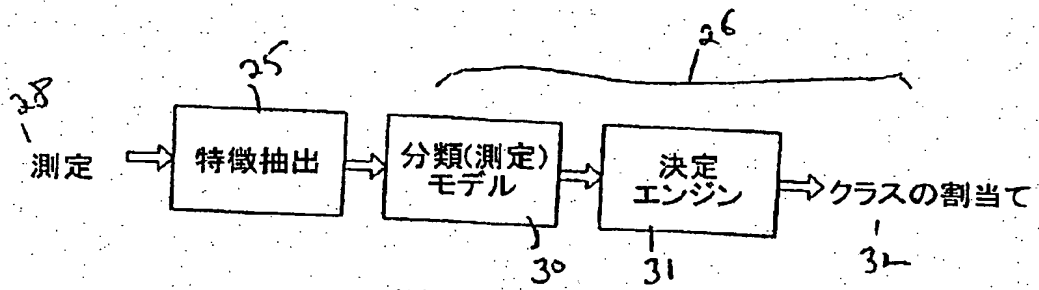 26
25
28
測定
特徴抽出
分類(測定)
モデル
決定
エンジン
クラスの割当て
30
31
32